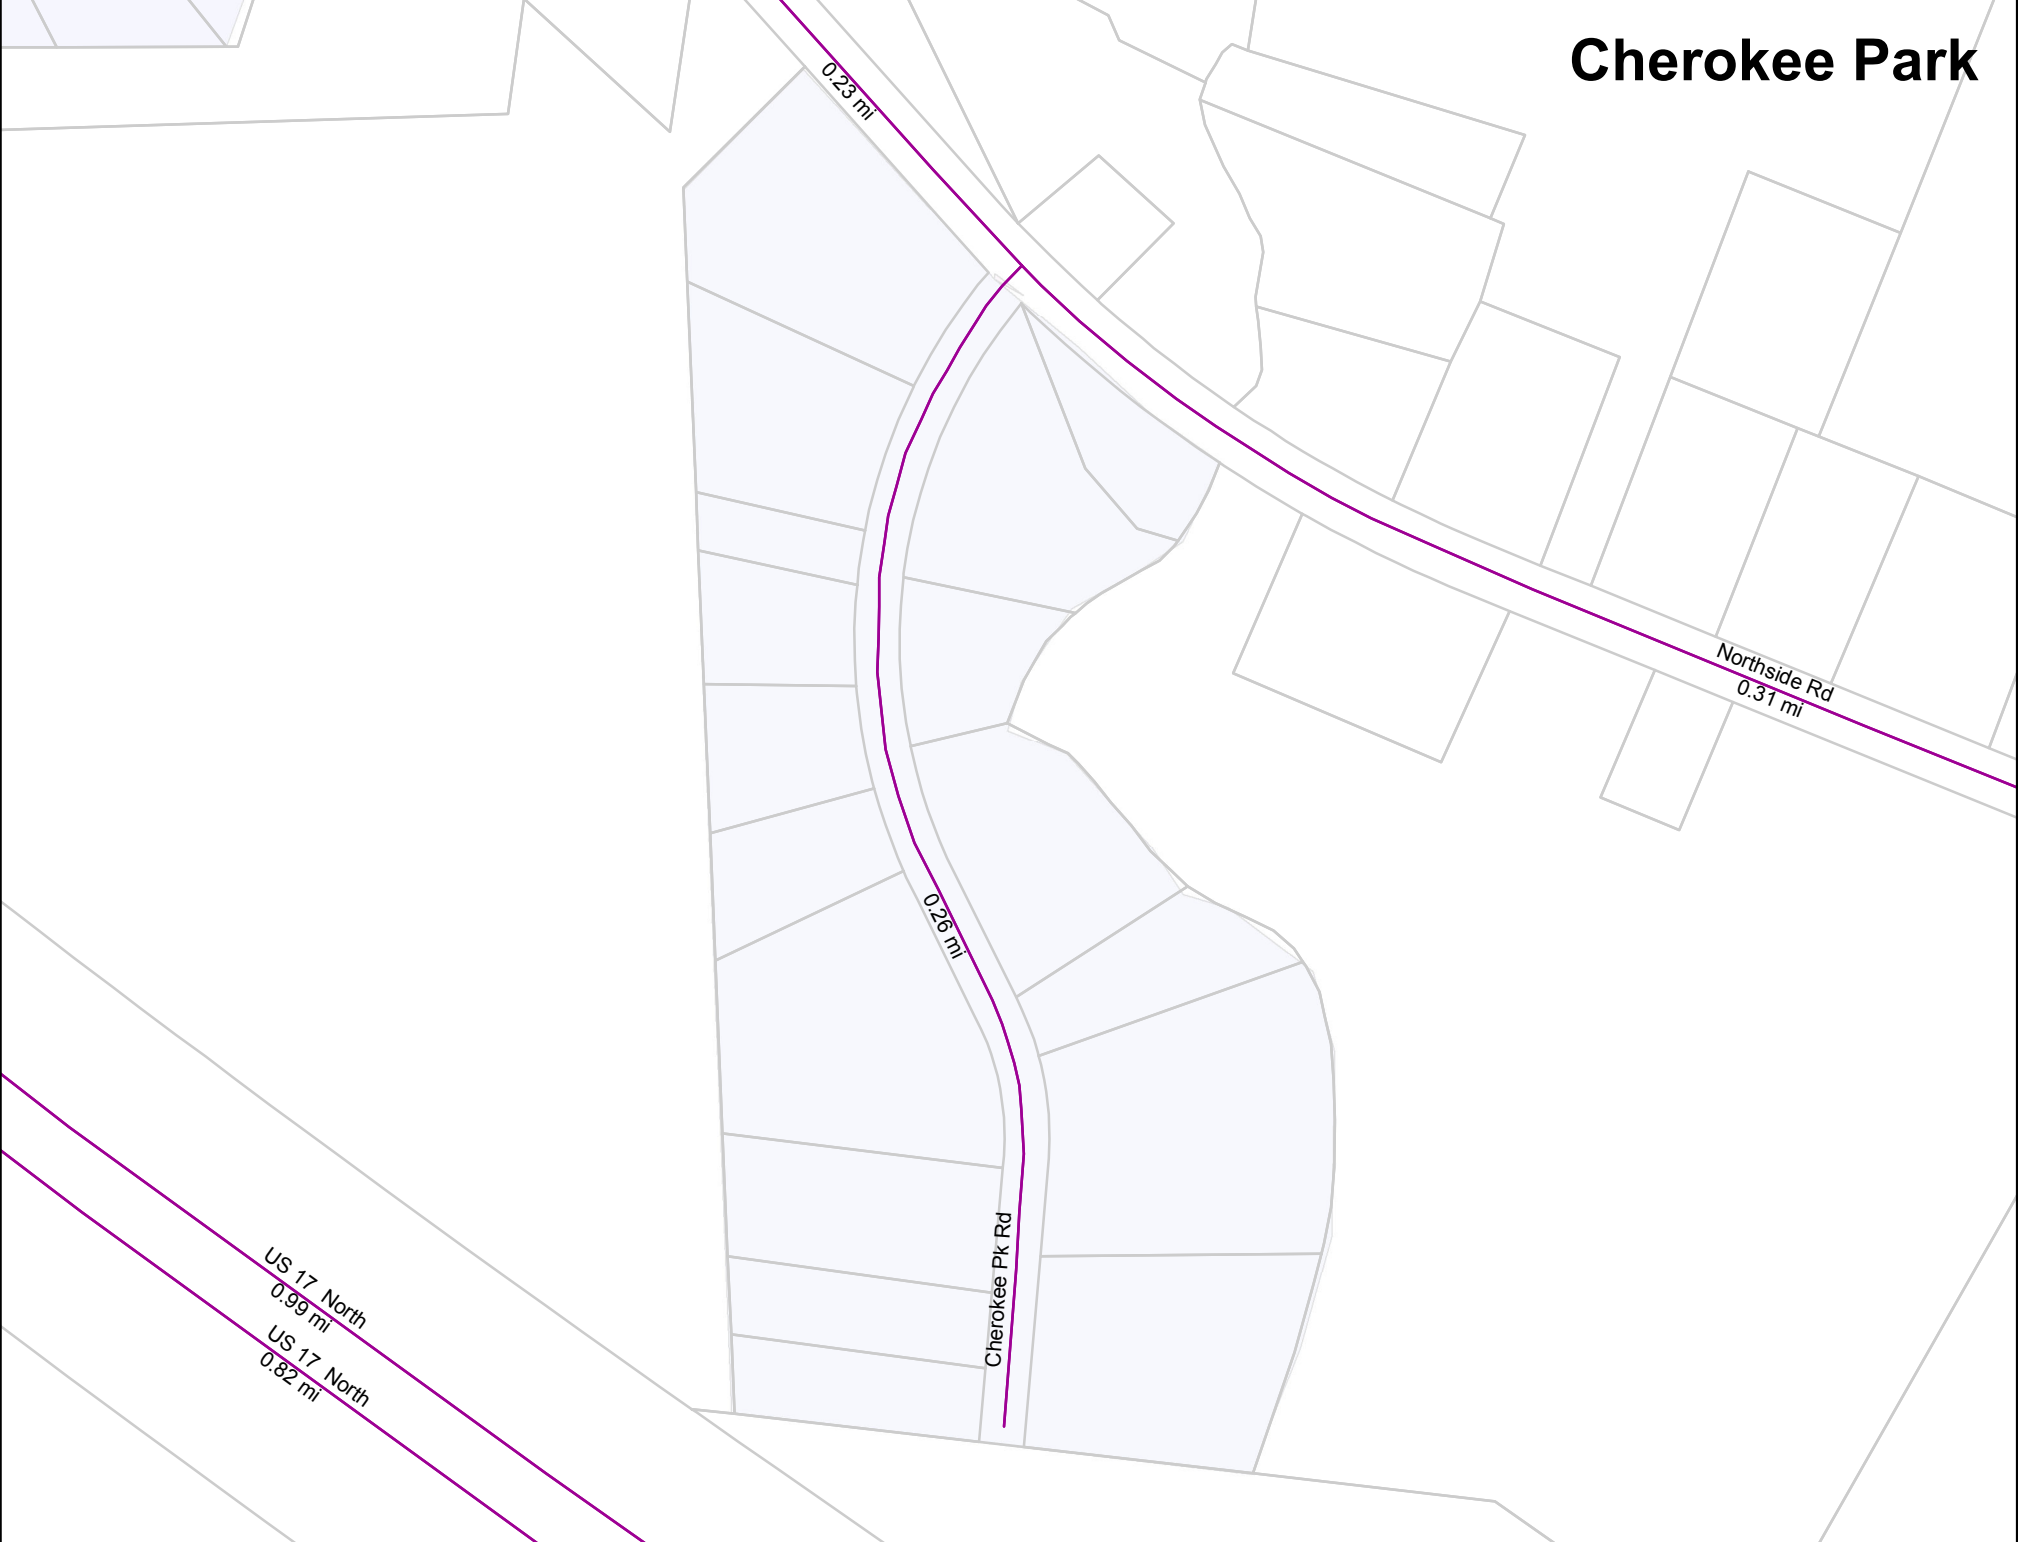 Cherokee Park
0.23 mi
Northside Rd
0.31 mi
0.26 mi
Cherokee Pk Rd
US 17 North
0.99 mi
US 17 North
0.82 mi